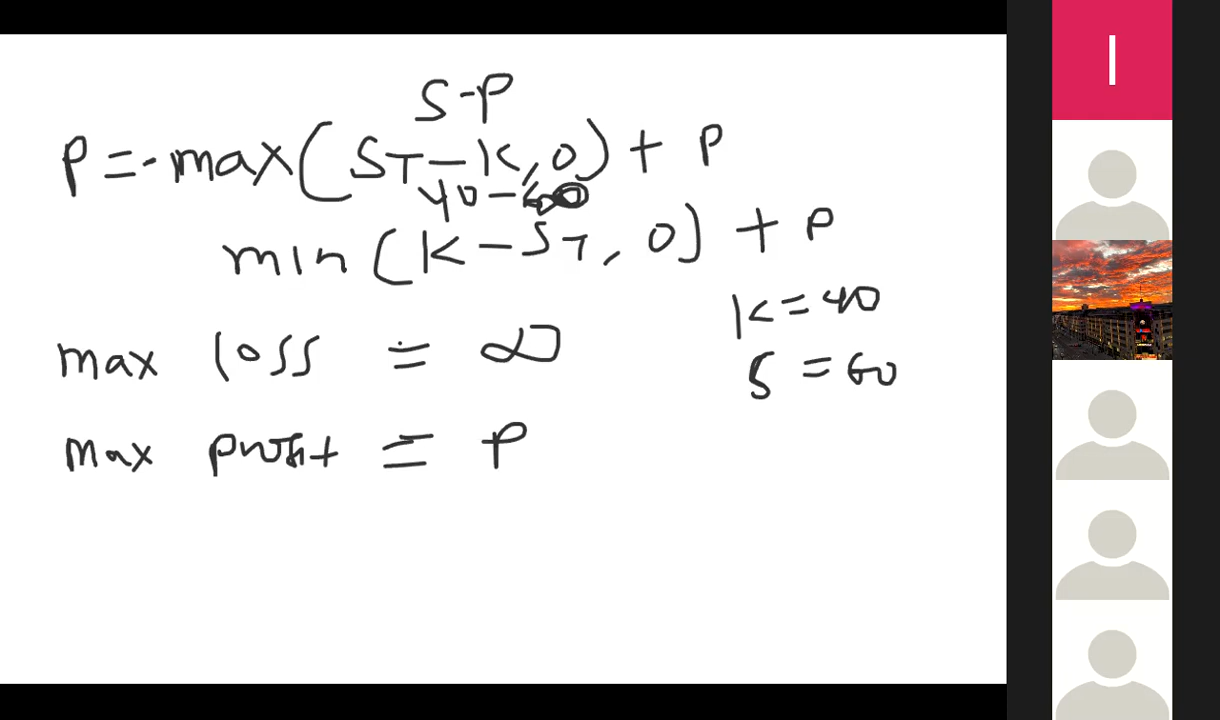 S-P
P = -max(ST-K,0) + P
40-60
min(K-ST, 0) + P
K = 40
S = 60
max loss = ∞
max profit = P